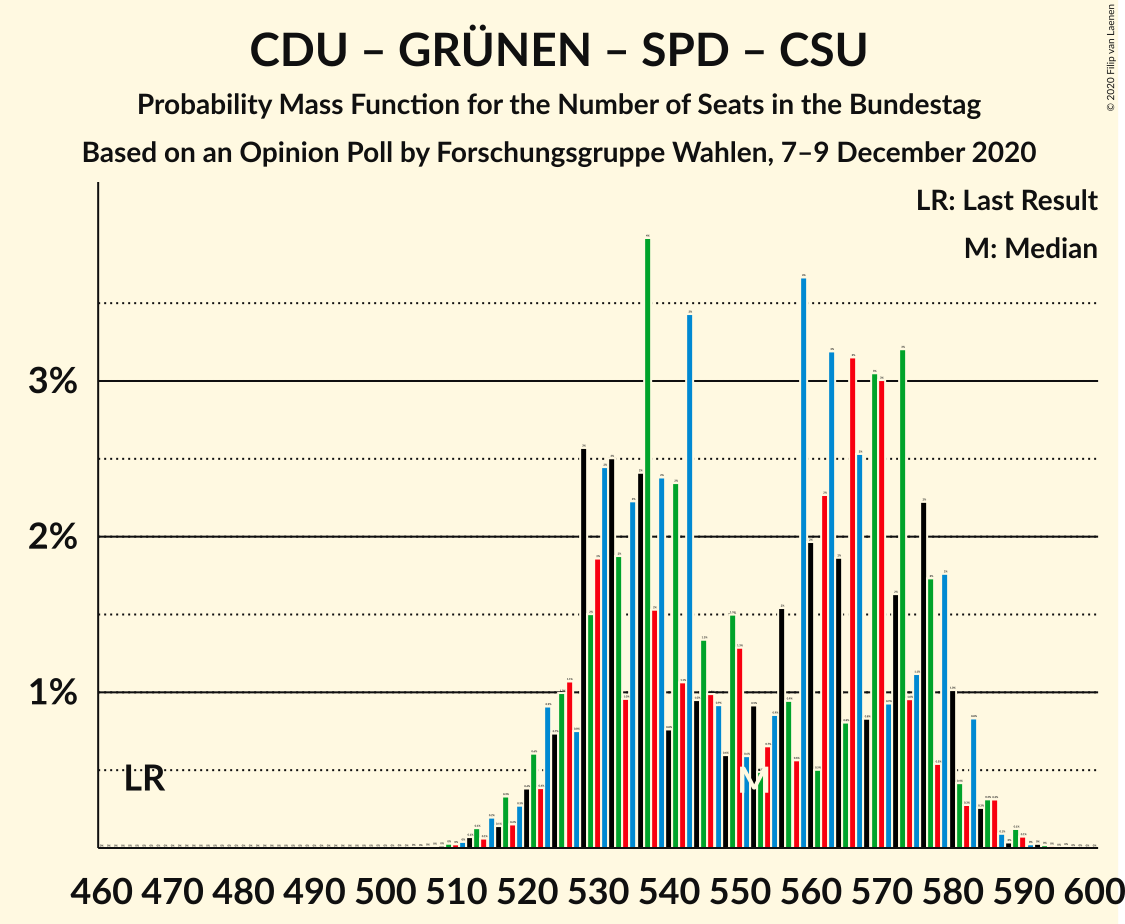 CDU – GRÜNEN – SPD – CSU
Probability Mass Function for the Number of Seats in the Bundestag
Based on an Opinion Poll by Forschungsgruppe Wahlen, 7–9 December 2020
© 2020 Filip van Laenen
LR: Last Result
M: Median
3%
2%
1%
LR
M
460 470 480 490 500 510 520 530 540 550 560 570 580 590 600